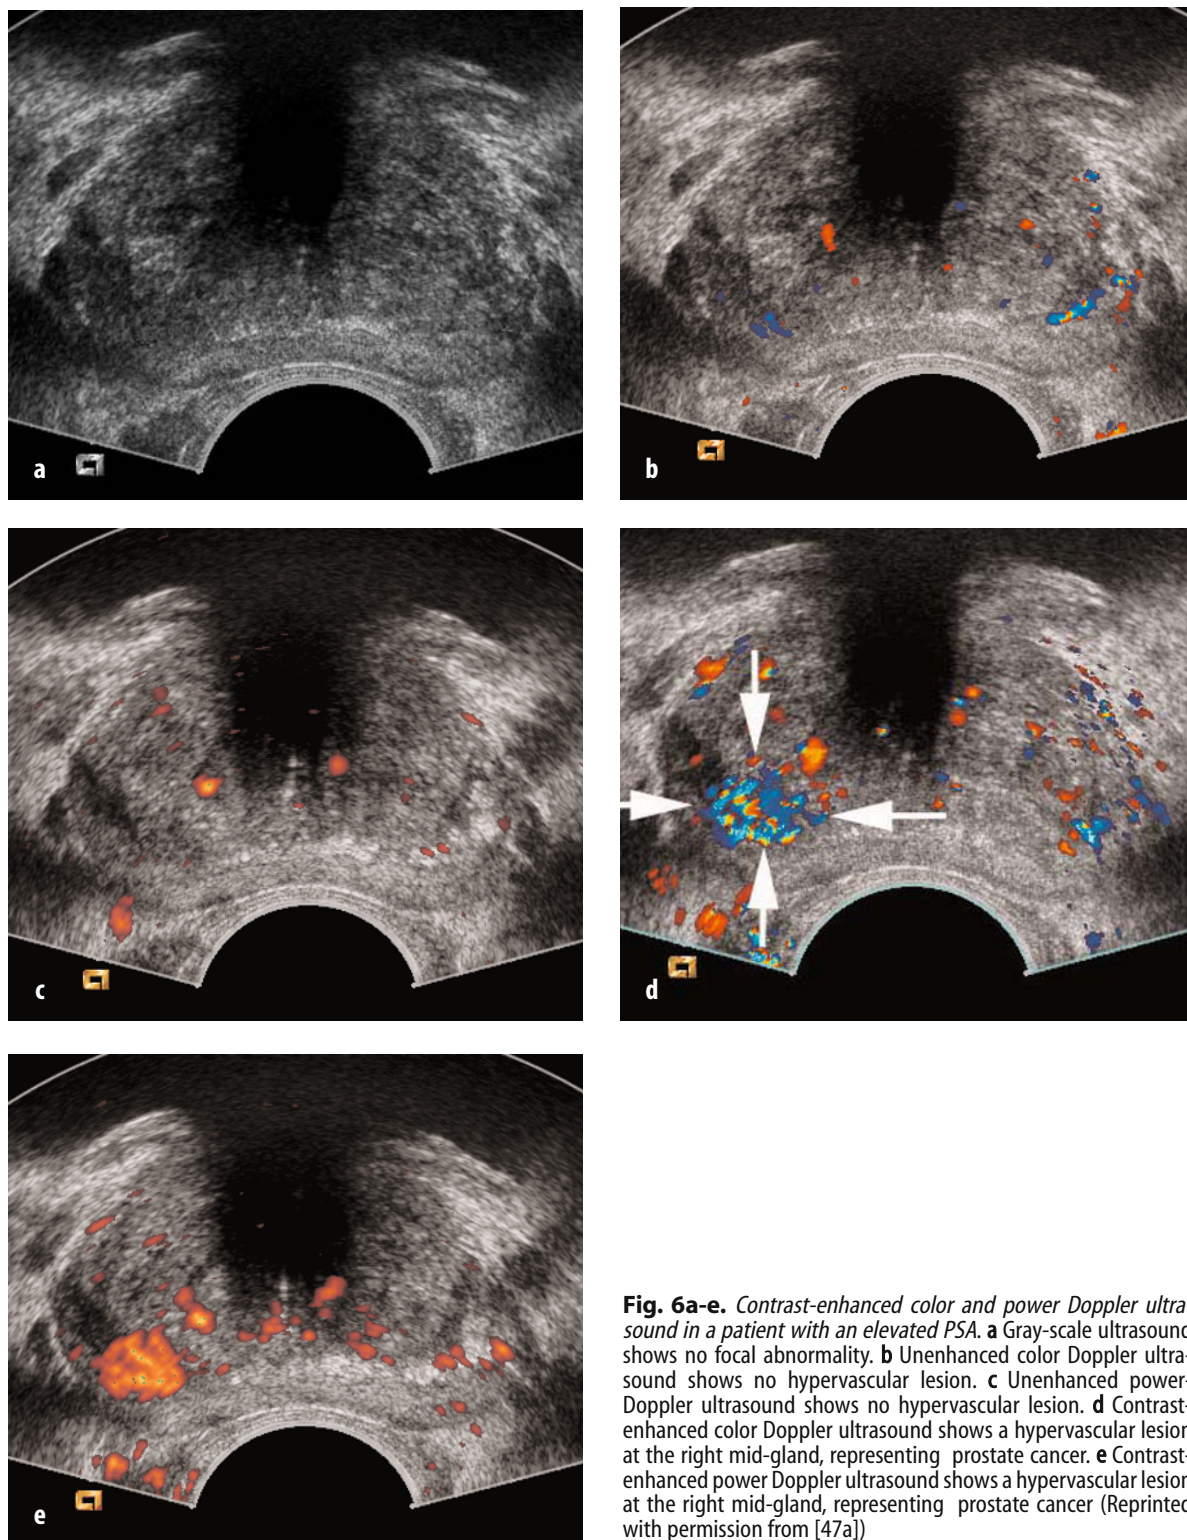 a
b
c
d
e
Fig. 6a-e. Contrast-enhanced color and power Doppler ultra-
sound in a patient with an elevated PSA. a Gray-scale ultrasound
shows no focal abnormality. b Unenhanced color Doppler ultra-
sound shows no hypervascular lesion. c Unenhanced power-
Doppler ultrasound shows no hypervascular lesion. d Contrast-
enhanced color Doppler ultrasound shows a hypervascular lesion
at the right mid-gland, representing prostate cancer. e Contrast-
enhanced power Doppler ultrasound shows a hypervascular lesion
at the right mid-gland, representing prostate cancer (Reprinted
with permission from [47a])